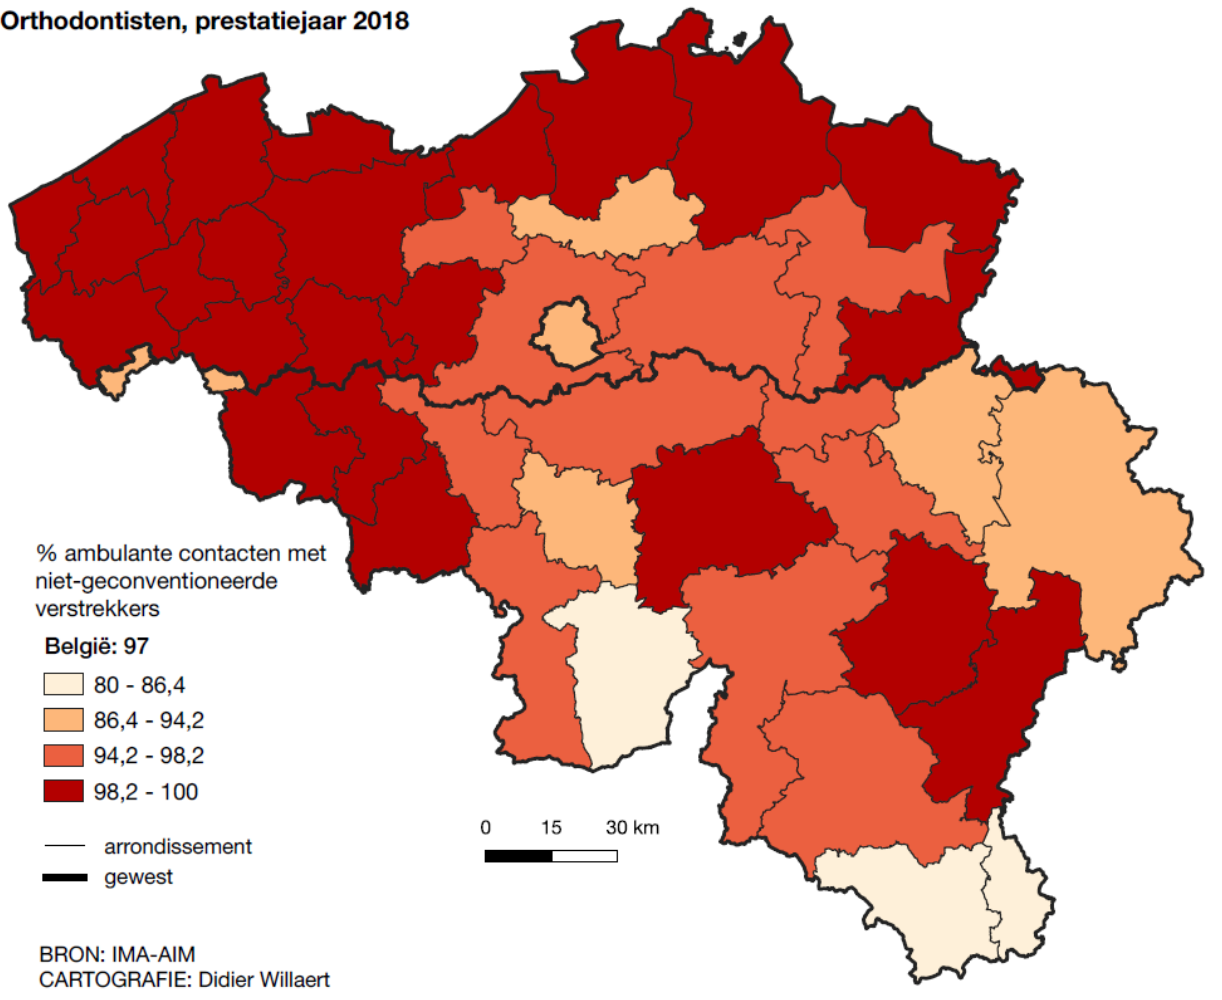 Orthodontisten, prestatiejaar 2018
% ambulante contacten met
niet-geconventioneerde
verstrekkers
België: 97
80 - 86,4
86,4 - 94,2
94,2 - 98,2
98,2 - 100
0 15 30 km
arrondissement
gewest
BRON: IMA-AIM
CARTOGRAFIE: Didier Willaert